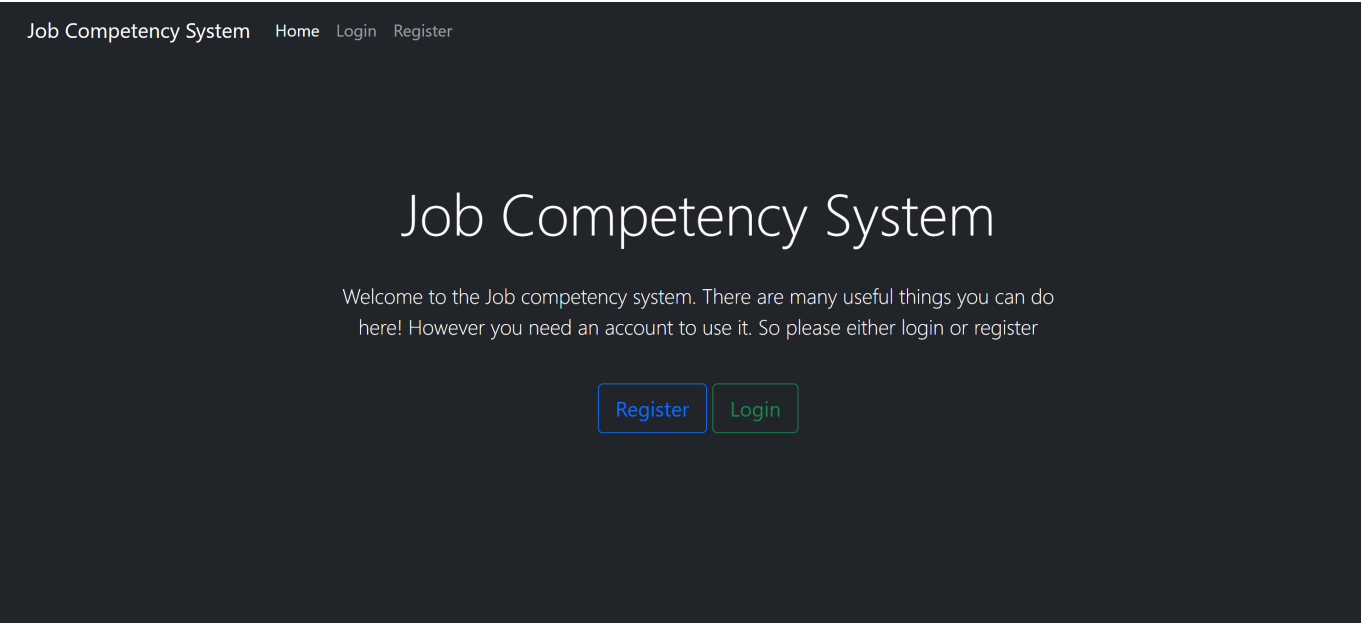 Job Competency System Home Login Register
Job Competency System
Welcome to the Job competency system. There are many useful things you can do
here! However you need an account to use it. So please either login or register
Register Login